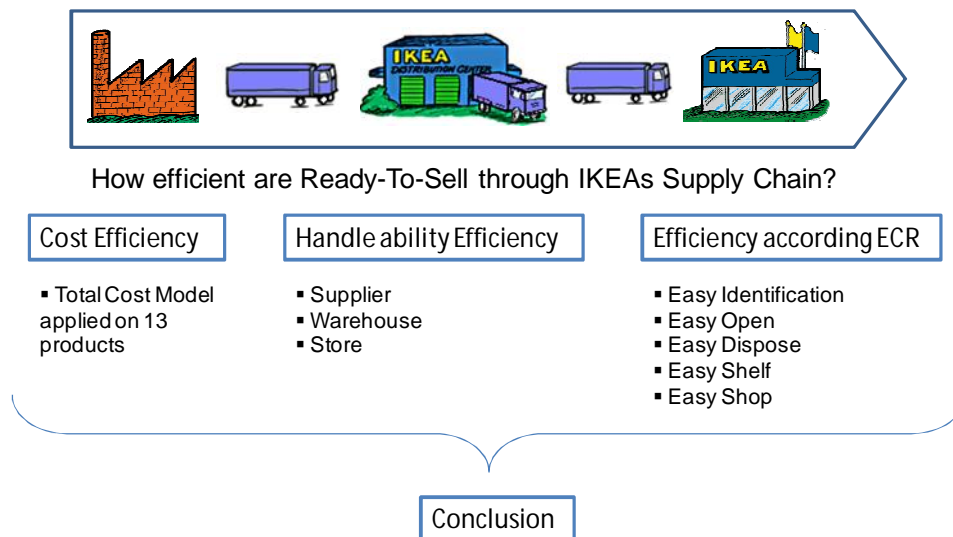 IKEA
DISTRIBUTION CENTER
IKEA
How efficient are Ready-To-Sell through IKEAs Supply Chain?
Cost Efficiency
▪ Total Cost Model
applied on 13
products
Handle ability Efficiency
▪ Supplier
▪ Warehouse
▪ Store
Efficiency according ECR
▪ Easy Identification
▪ Easy Open
▪ Easy Dispose
▪ Easy Shelf
▪ Easy Shop
Conclusion